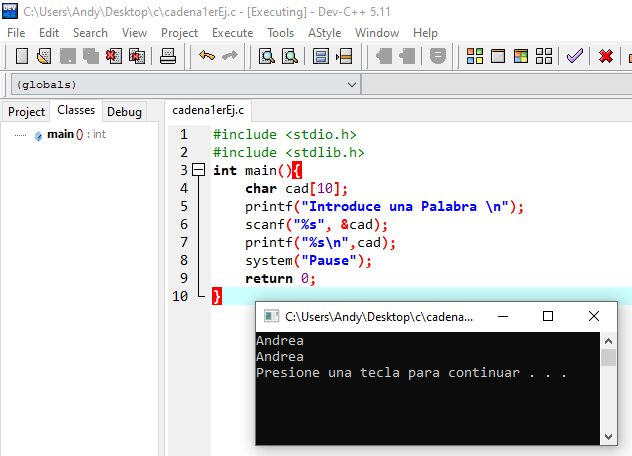 C:\Users\Andy\Desktop\c\cadena1erEj.c - [Executing] - Dev-C++ 5.11
File Edit Search View Project Execute Tools AStyle Window Help
(globals)
Project Classes Debug
main () : int
cadena1erEj.c
1 #include <stdio.h>
2 #include <stdlib.h>
3 int main(){
4 char cad[10];
5 printf("Introduce una Palabra \n");
6 scanf("%s", &cad);
7 printf("%s\n",cad);
8 system("Pause");
9 return 0;
10 }
C:\Users\Andy\Desktop\c\cadena...
Andrea
Andrea
Presione una tecla para continuar . . .